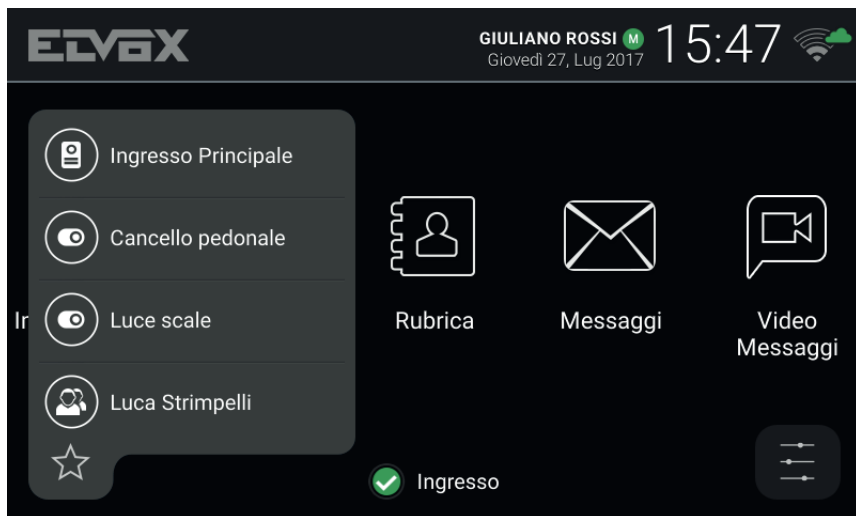 ELVOX
GIULIANO ROSSI M
Giovedì 27, Lug 2017
15:47
Ingresso Principale
Cancello pedonale
Luce scale
Luca Strimpelli
Rubrica
Messaggi
Video
Messaggi
Ingresso